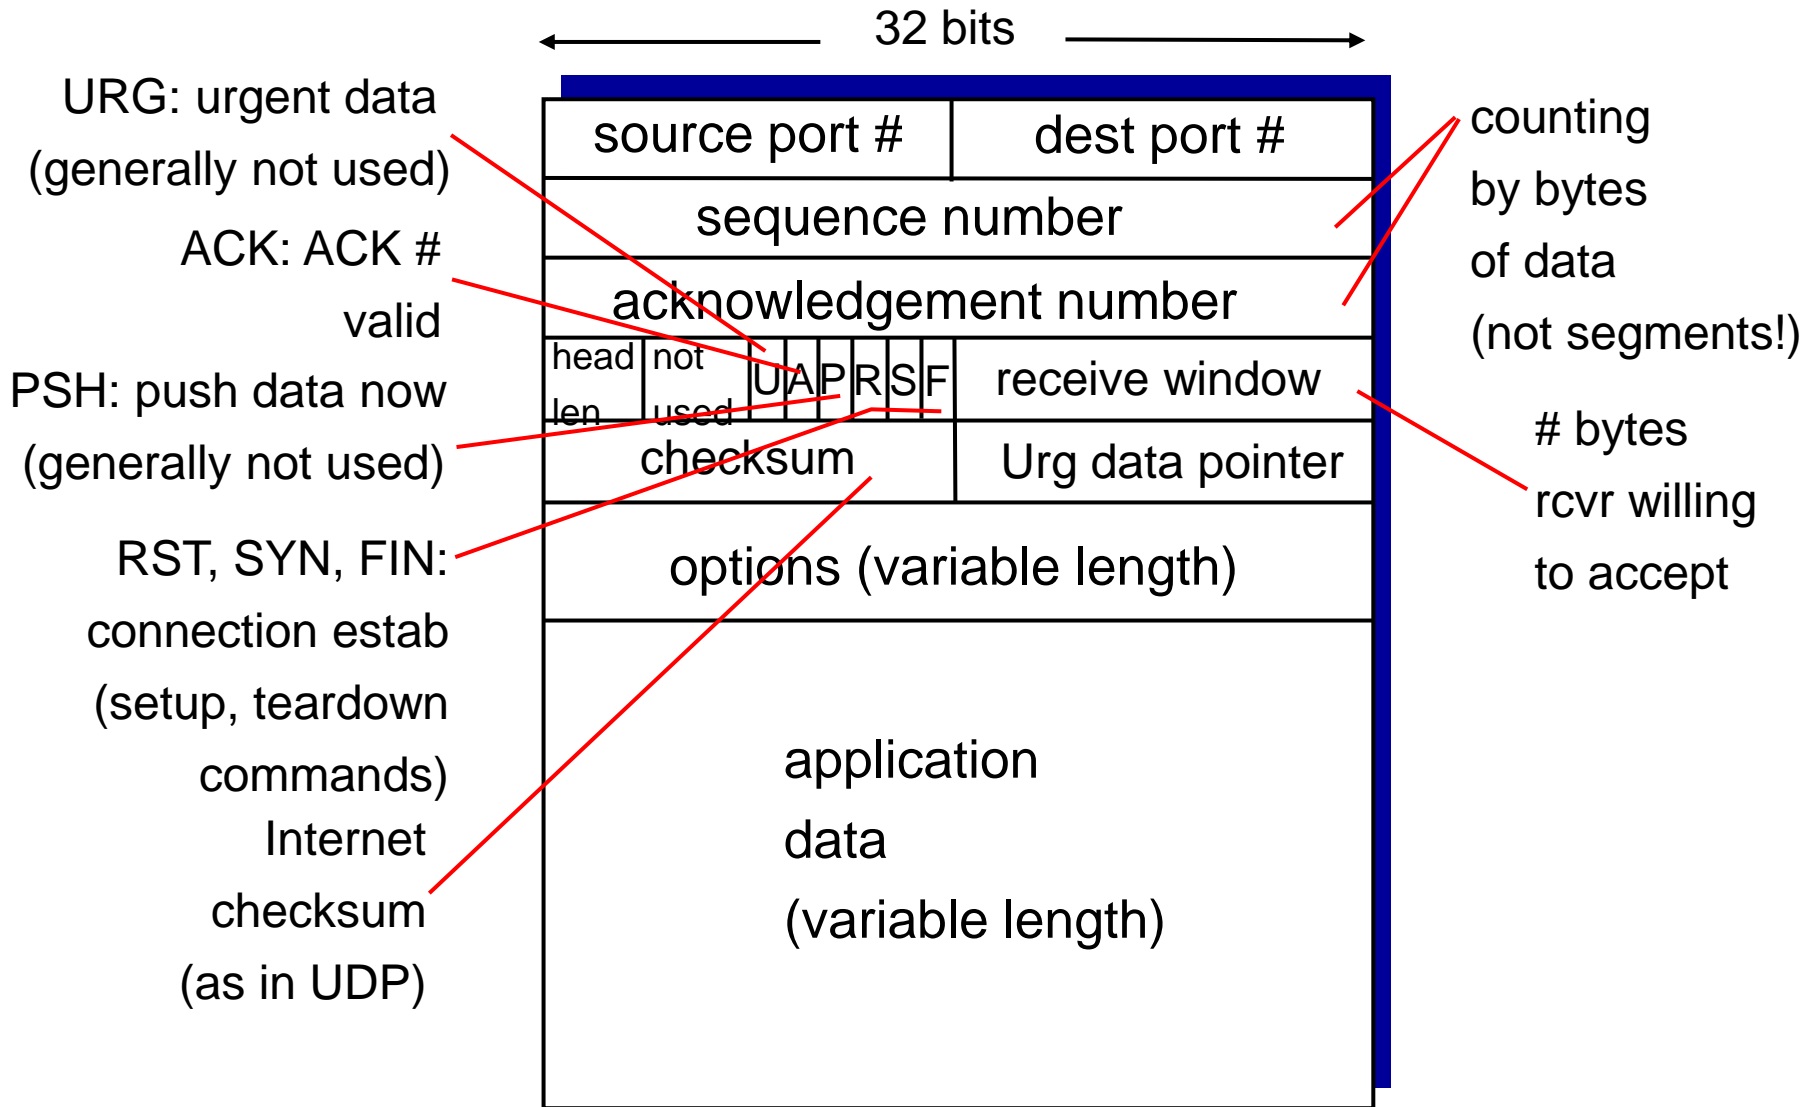 32 bits
URG: urgent data
(generally not used)
ACK: ACK #
valid
PSH: push data now
(generally not used)
RST, SYN, FIN:
connection estab
(setup, teardown
commands)
Internet
checksum
(as in UDP)
source port #
dest port #
sequence number
acknowledgement number
head
len
not
used
U
A
P
R
S
F
receive window
checksum
Urg data pointer
options (variable length)
application
data
(variable length)
counting
by bytes
of data
(not segments!)
# bytes
rcvr willing
to accept